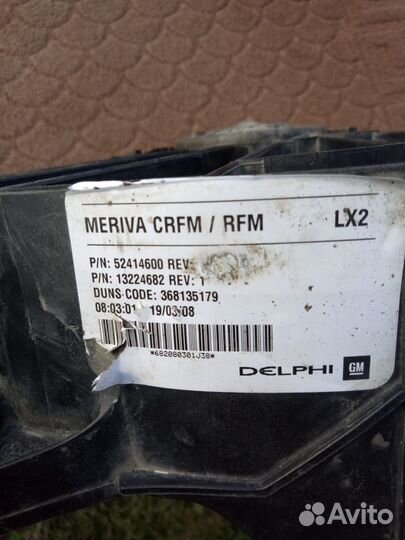 MERIVA CRFM / RFM LX2
P/N: 52414600 REV:
P/N: 13224682 REV: 1
DUNS CODE: 368135179
08:03:01 19/03/08
*682080301J38*
DELPHI GM
Avito